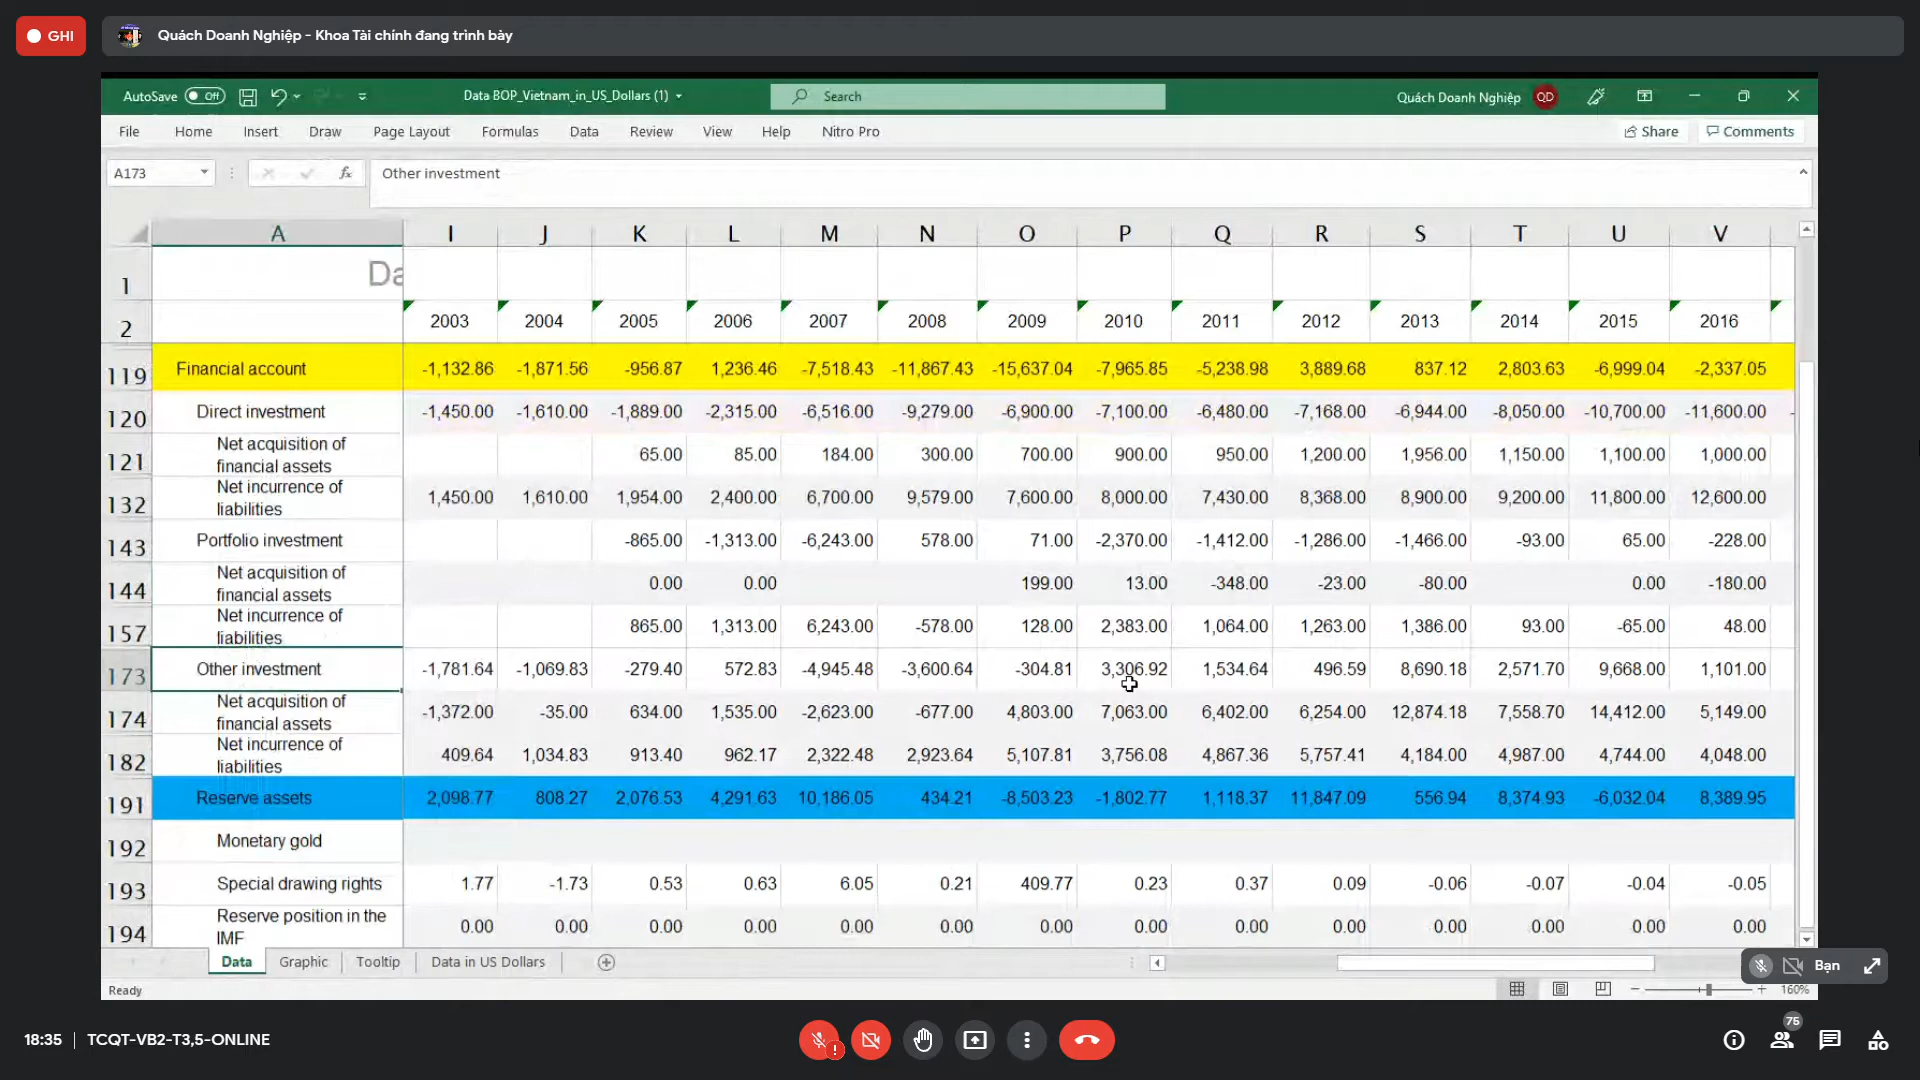 GHI
Quách Doanh Nghiệp - Khoa Tài chính đang trình bày
AutoSave Off Data BOP_Vietnam_in_US_Dollars (1) Search Quách Doanh Nghiệp QD
File Home Insert Draw Page Layout Formulas Data Review View Help Nitro Pro Share Comments
A173 fx Other investment
A I J K L M N O P Q R S T U V
1 Da
2 2003 2004 2005 2006 2007 2008 2009 2010 2011 2012 2013 2014 2015 2016
119 Financial account -1,132.86 -1,871.56 -956.87 1,236.46 -7,518.43 -11,867.43 -15,637.04 -7,965.85 -5,238.98 3,889.68 837.12 2,803.63 -6,999.04 -2,337.05
120 Direct investment -1,450.00 -1,610.00 -1,889.00 -2,315.00 -6,516.00 -9,279.00 -6,900.00 -7,100.00 -6,480.00 -7,168.00 -6,944.00 -8,050.00 -10,700.00 -11,600.00 -
Net acquisition of
121 financial assets 65.00 85.00 184.00 300.00 700.00 900.00 950.00 1,200.00 1,956.00 1,150.00 1,100.00 1,000.00
Net incurrence of
132 liabilities 1,450.00 1,610.00 1,954.00 2,400.00 6,700.00 9,579.00 7,600.00 8,000.00 7,430.00 8,368.00 8,900.00 9,200.00 11,800.00 12,600.00
143 Portfolio investment -865.00 -1,313.00 -6,243.00 578.00 71.00 -2,370.00 -1,412.00 -1,286.00 -1,466.00 -93.00 65.00 -228.00
Net acquisition of
144 financial assets 0.00 0.00 199.00 13.00 -348.00 -23.00 -80.00 0.00 -180.00
Net incurrence of
157 liabilities 865.00 1,313.00 6,243.00 -578.00 128.00 2,383.00 1,064.00 1,263.00 1,386.00 93.00 -65.00 48.00
173 Other investment -1,781.64 -1,069.83 -279.40 572.83 -4,945.48 -3,600.64 -304.81 3,306.92 1,534.64 496.59 8,690.18 2,571.70 9,668.00 1,101.00
Net acquisition of
174 financial assets -1,372.00 -35.00 634.00 1,535.00 -2,623.00 -677.00 4,803.00 7,063.00 6,402.00 6,254.00 12,874.18 7,558.70 14,412.00 5,149.00
Net incurrence of
182 liabilities 409.64 1,034.83 913.40 962.17 2,322.48 2,923.64 5,107.81 3,756.08 4,867.36 5,757.41 4,184.00 4,987.00 4,744.00 4,048.00
191 Reserve assets 2,098.77 808.27 2,076.53 4,291.63 10,186.05 434.21 -8,503.23 -1,802.77 1,118.37 11,847.09 556.94 8,374.93 -6,032.04 8,389.95
192 Monetary gold
193 Special drawing rights 1.77 -1.73 0.53 0.63 6.05 0.21 409.77 0.23 0.37 0.09 -0.06 -0.07 -0.04 -0.05
Reserve position in the
194 IMF 0.00 0.00 0.00 0.00 0.00 0.00 0.00 0.00 0.00 0.00 0.00 0.00 0.00 0.00
Data Graphic Tooltip Data in US Dollars
Bạn
Ready 160%
18:35 TCQT-VB2-T3,5-ONLINE 75